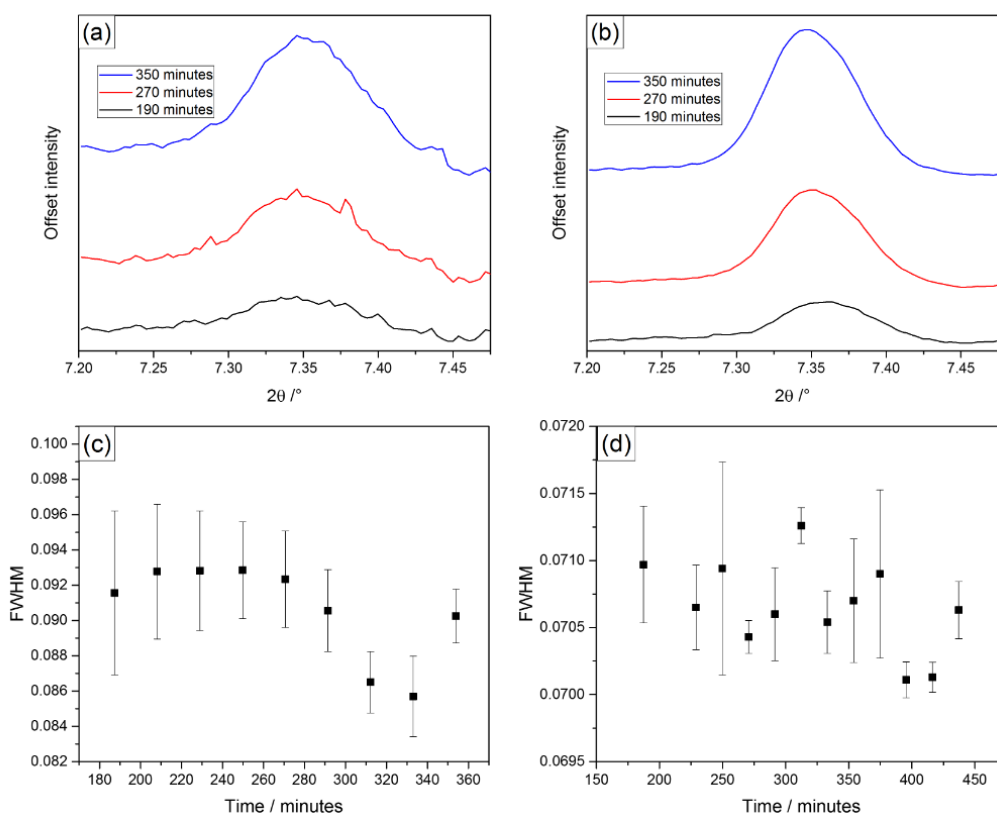 (a)
350 minutes
270 minutes
190 minutes
Offset intensity
7.20 7.25 7.30 7.35 7.40 7.45
2θ /°
(b)
350 minutes
270 minutes
190 minutes
Offset intensity
7.20 7.25 7.30 7.35 7.40 7.45
2θ /°
(c)
0.100
0.098
0.096
0.094
0.092
0.090
0.088
0.086
0.084
0.082
FWHM
180 200 220 240 260 280 300 320 340 360
Time / minutes
(d)
0.0720
0.0715
0.0710
0.0705
0.0700
0.0695
FWHM
150 200 250 300 350 400 450
Time / minutes